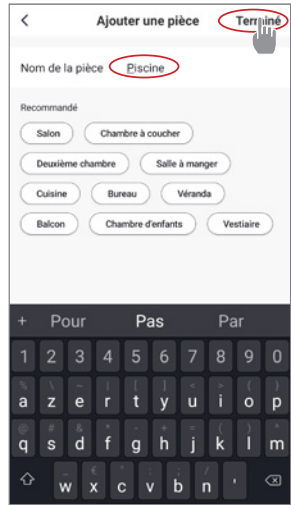 Ajouter une pièce Terminé
Nom de la pièce Piscine
Recommandé
Salon Chambre à coucher
Deuxième chambre Salle à manger
Cuisine Bureau Véranda
Balcon Chambre d'enfants Vestiaire
+ Pour Pas Par
1 2 3 4 5 6 7 8 9 0
a z e r t y u i o p
q s d f g h j k l m
w x c v b n '